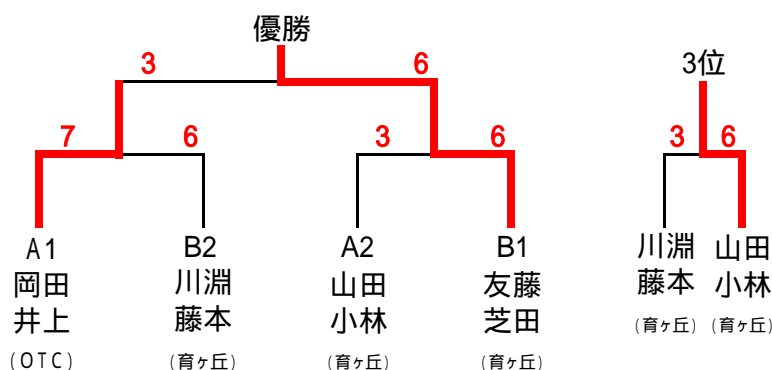 優勝
3 6
3位
7 6 3 6 3 6
A1 B2 A2 B1 川淵 山田
岡田 川淵 山田 友藤 藤本 小林
井上 藤本 小林 芝田 (育ヶ丘) (育ヶ丘)
(OTC) (育ヶ丘) (育ヶ丘) (育ヶ丘)